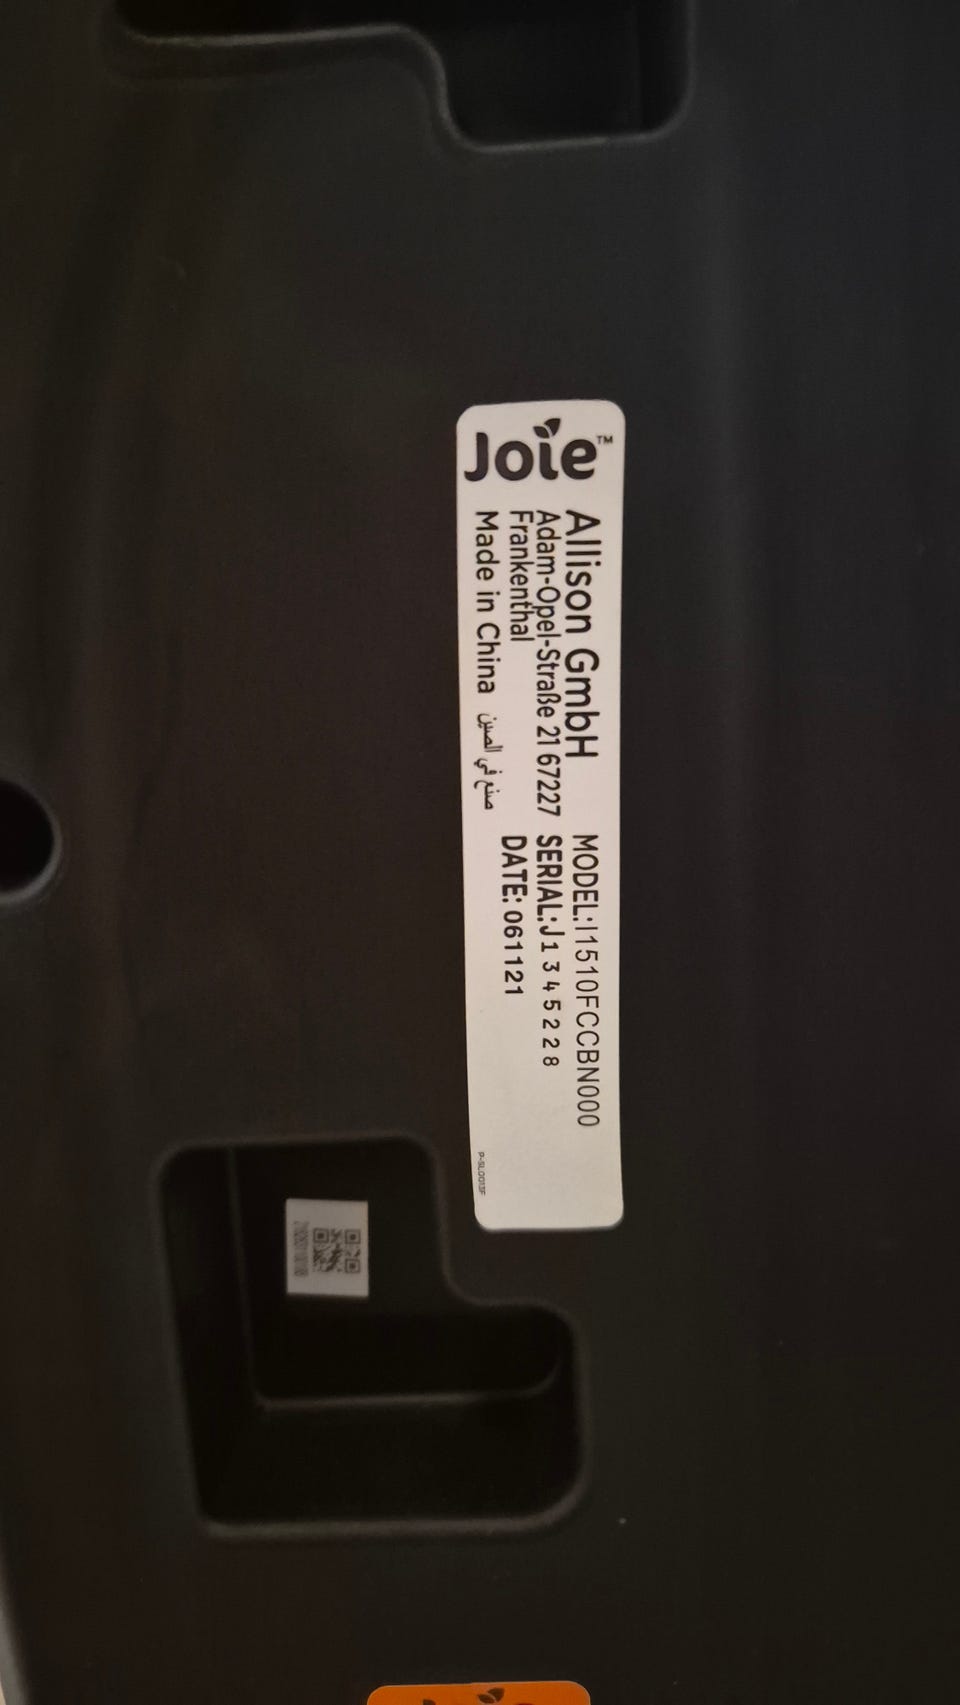 Joie™
Allison GmbH
Adam-Opel-Straße 21 67227
Frankenthal
Made in China صنع في الصين
MODEL:I1510FCCBN000
SERIAL:J1345228
DATE: 061121
P-SL0013F